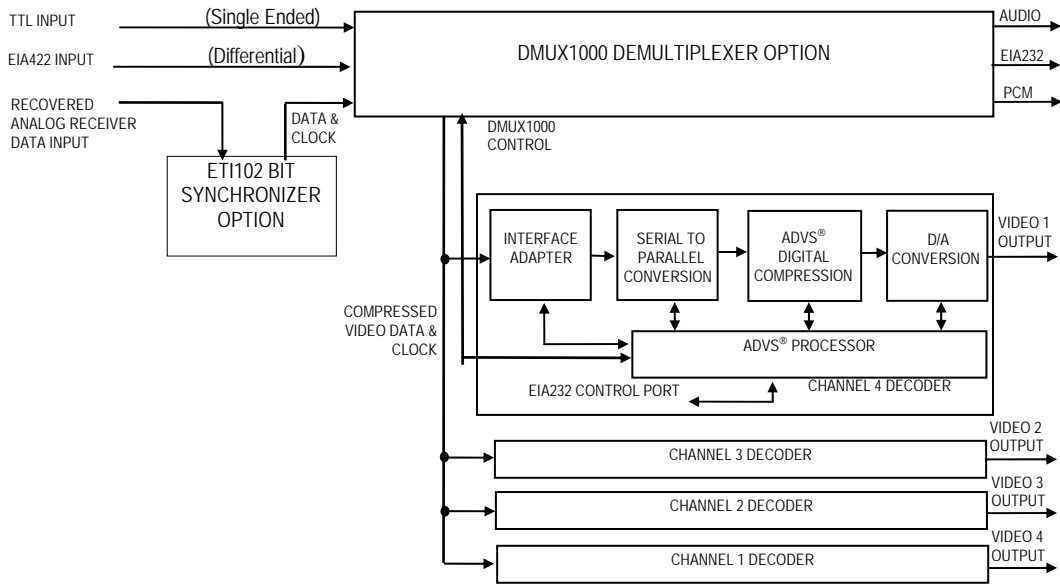 TTL INPUT
(Single Ended)
AUDIO
DMUX1000 DEMULTIPLEXER OPTION
EIA422 INPUT
(Differential)
EIA232
PCM
RECOVERED
ANALOG RECEIVER
DATA INPUT
DATA &
CLOCK
DMUX1000
CONTROL
ETI102 BIT
SYNCHRONIZER
OPTION
INTERFACE
ADAPTER
SERIAL TO
PARALLEL
CONVERSION
ADVS®
DIGITAL
COMPRESSION
D/A
CONVERSION
VIDEO 1
OUTPUT
COMPRESSED
VIDEO DATA &
CLOCK
ADVS® PROCESSOR
EIA232 CONTROL PORT
CHANNEL 4 DECODER
CHANNEL 3 DECODER
VIDEO 2
OUTPUT
CHANNEL 2 DECODER
VIDEO 3
OUTPUT
CHANNEL 1 DECODER
VIDEO 4
OUTPUT